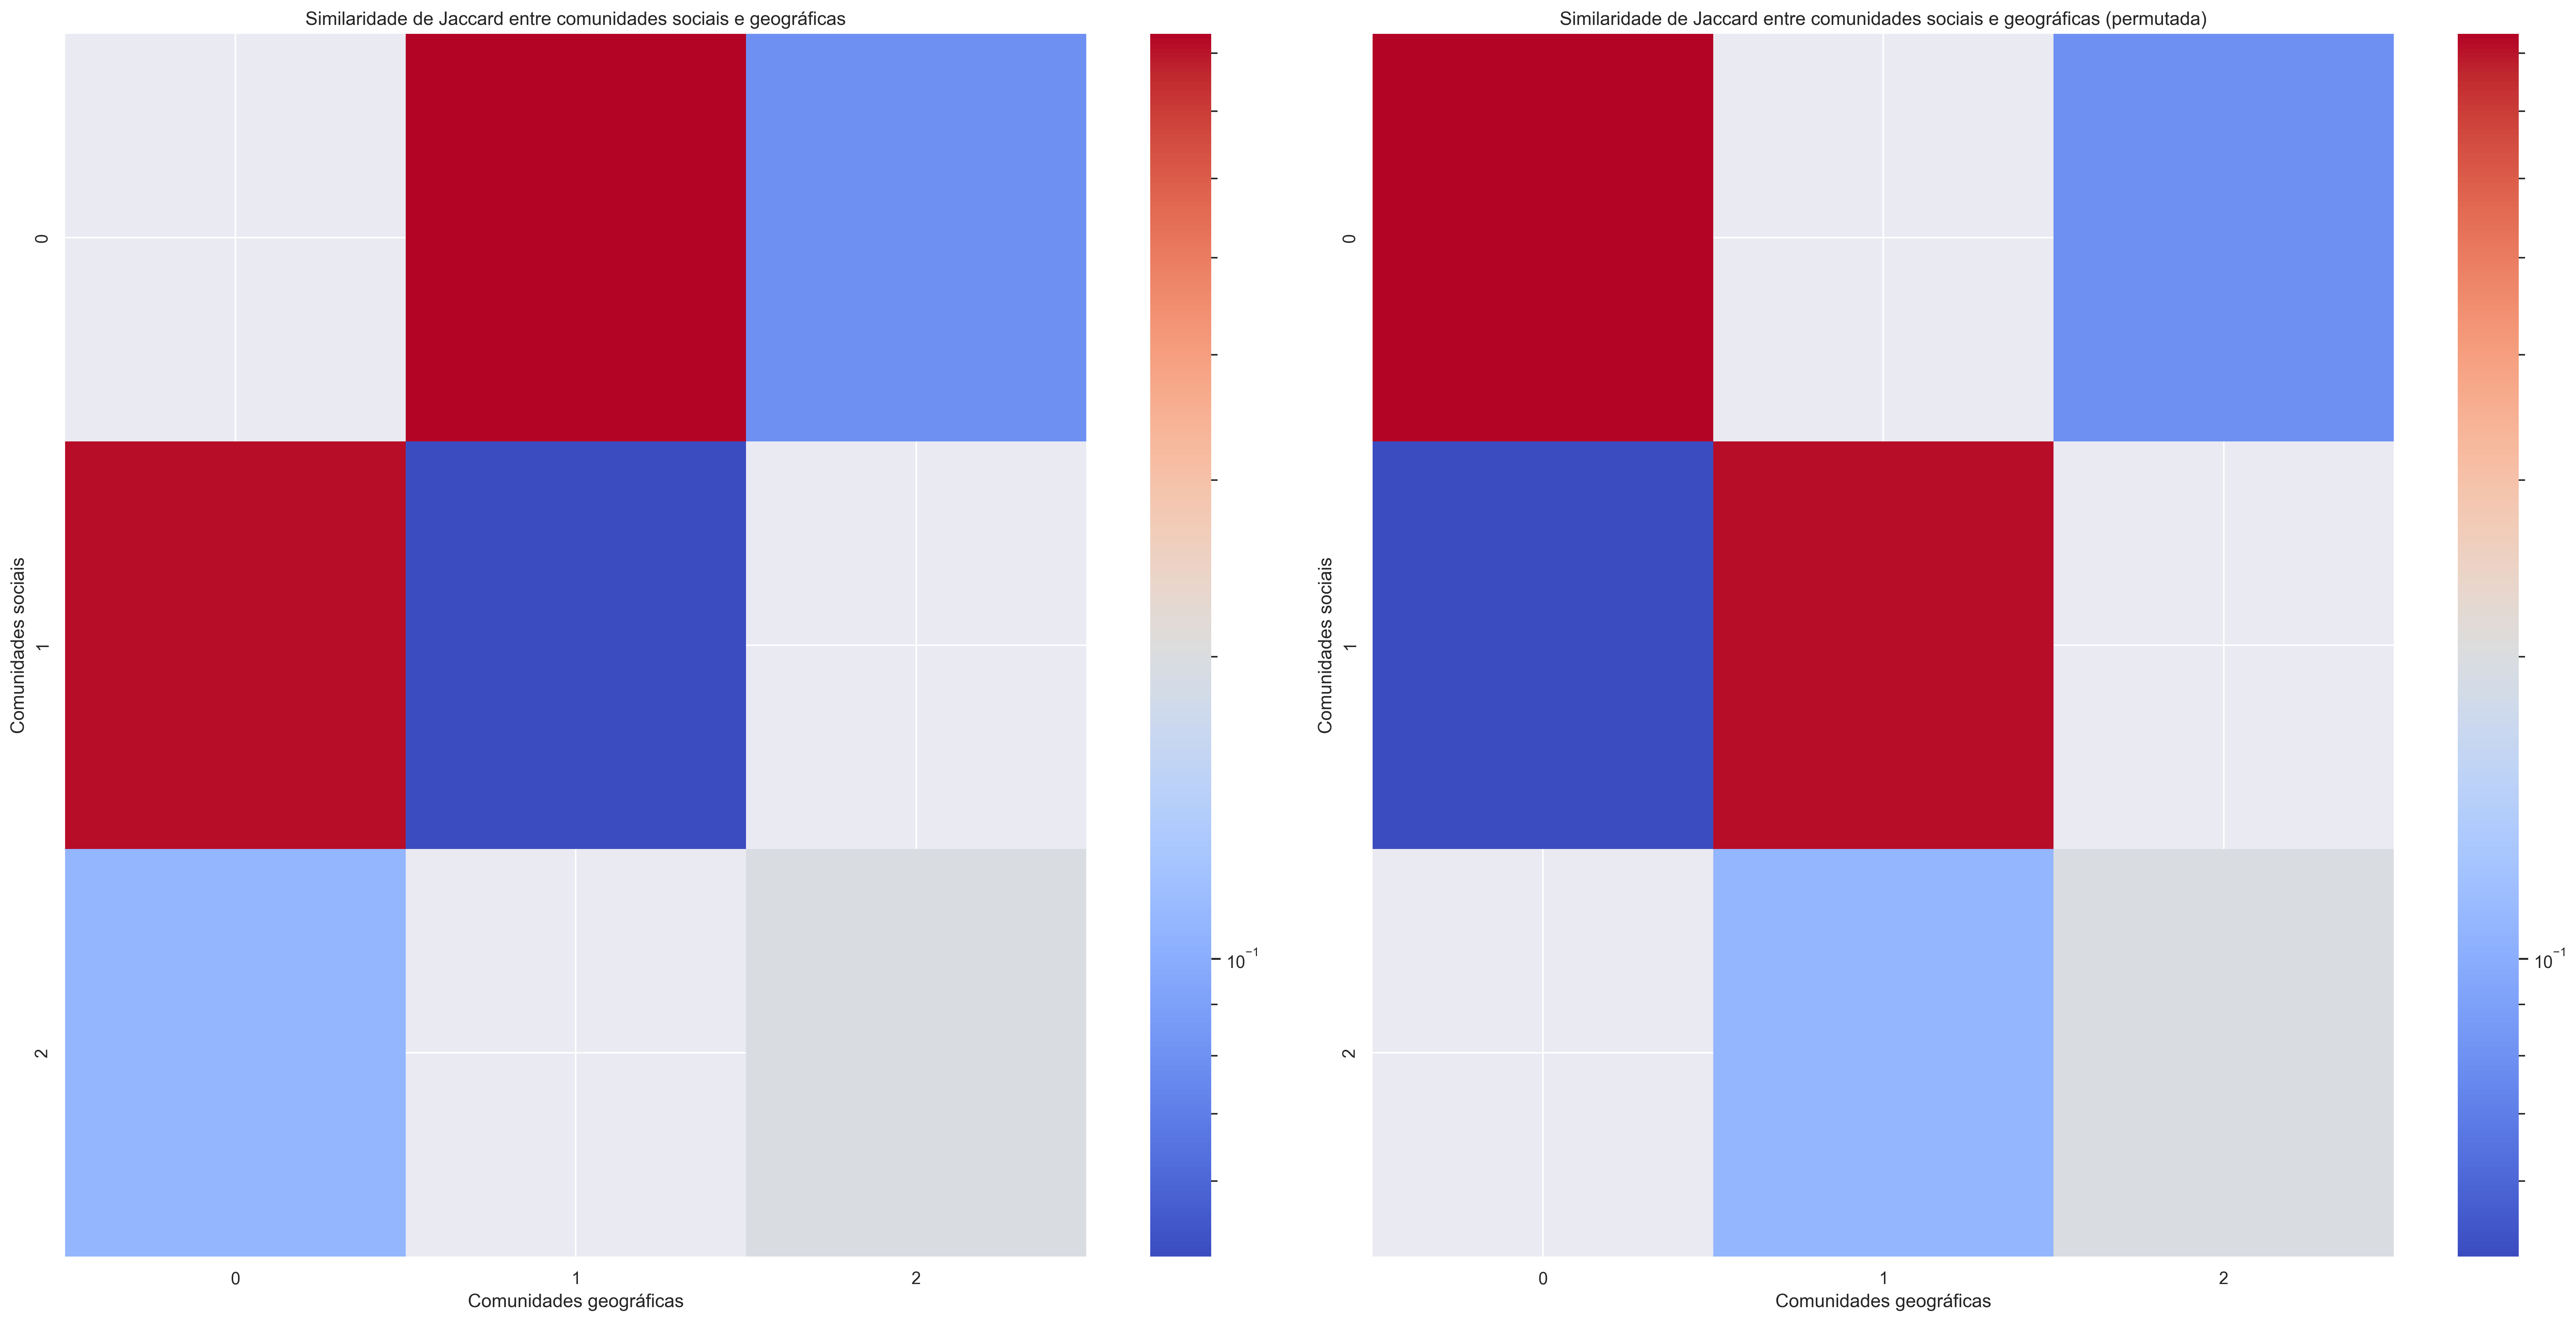 Similaridade de Jaccard entre comunidades sociais e geográficas
Comunidades sociais
0
1
2
0 1 2
Comunidades geográficas
10⁻¹
Similaridade de Jaccard entre comunidades sociais e geográficas (permutada)
Comunidades sociais
0
1
2
0 1 2
Comunidades geográficas
10⁻¹